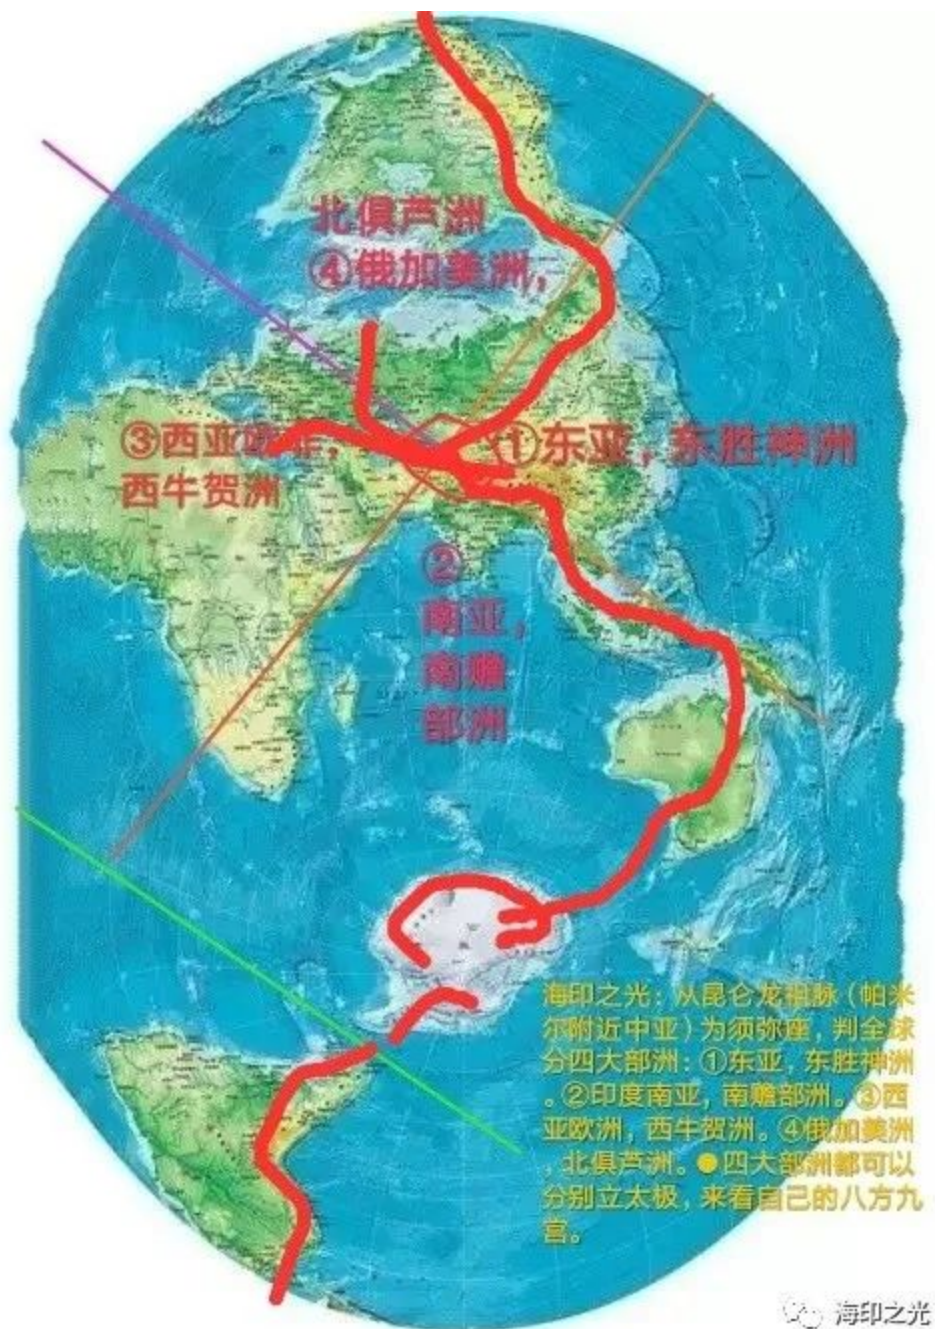 北俱芦洲
④俄加美洲，
③西亚欧非，
西牛贺洲
①东亚，东胜神洲
②
南亚，
南赡
部洲
海印之光：从昆仑龙祖脉（帕米
尔附近中亚）为须弥座，判全球
分四大部洲：①东亚，东胜神洲
。②印度南亚，南赡部洲。③西
亚欧洲，西牛贺洲。④俄加美洲
，北俱芦洲。●四大部洲都可以
分别立太极，来看自己的八方九
宫。
海印之光